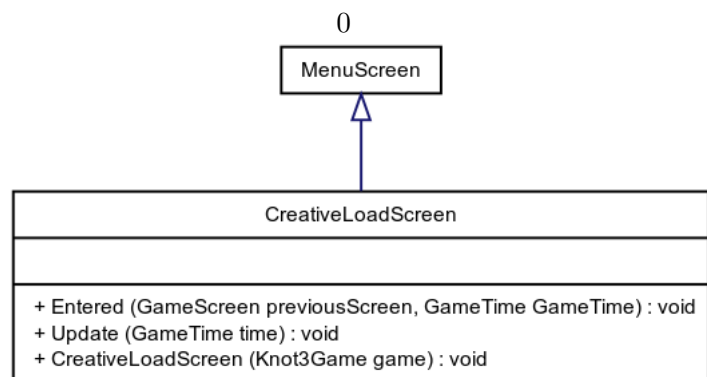 0
MenuScreen
CreativeLoadScreen
+ Entered (GameScreen previousScreen, GameTime GameTime) : void
+ Update (GameTime time) : void
+ CreativeLoadScreen (Knot3Game game) : void